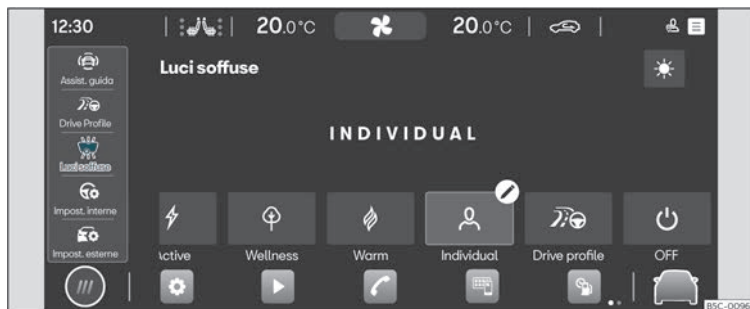 12:30
20.0°C
20.0°C
Assist. guida
Drive Profile
Luci soffuse
Impost. interne
Impost. esterne
Luci soffuse
INDIVIDUAL
Active
Wellness
Warm
Individual
Drive profile
OFF
B5C-0096